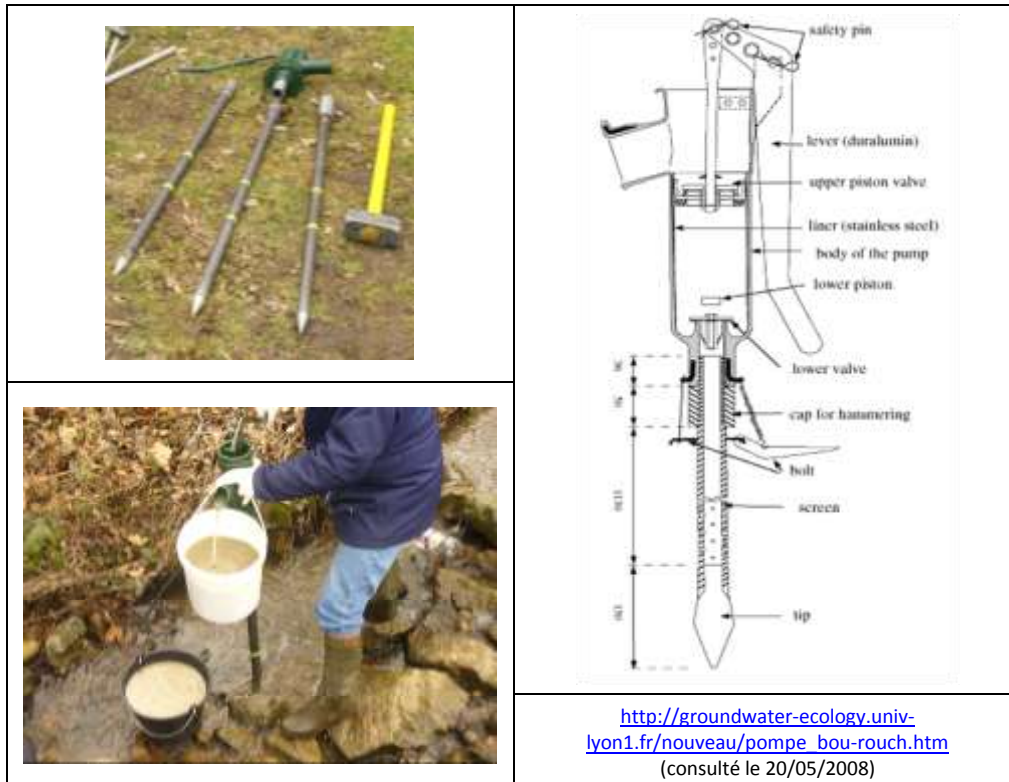 safety pin
lever (duralumin)
upper piston valve
liner (stainless steel)
body of the pump
lower piston
lower valve
cap for hammering
bolt
screen
tip
http://groundwater-ecology.univ-
lyon1.fr/nouveau/pompe_bou-rouch.htm
(consulté le 20/05/2008)